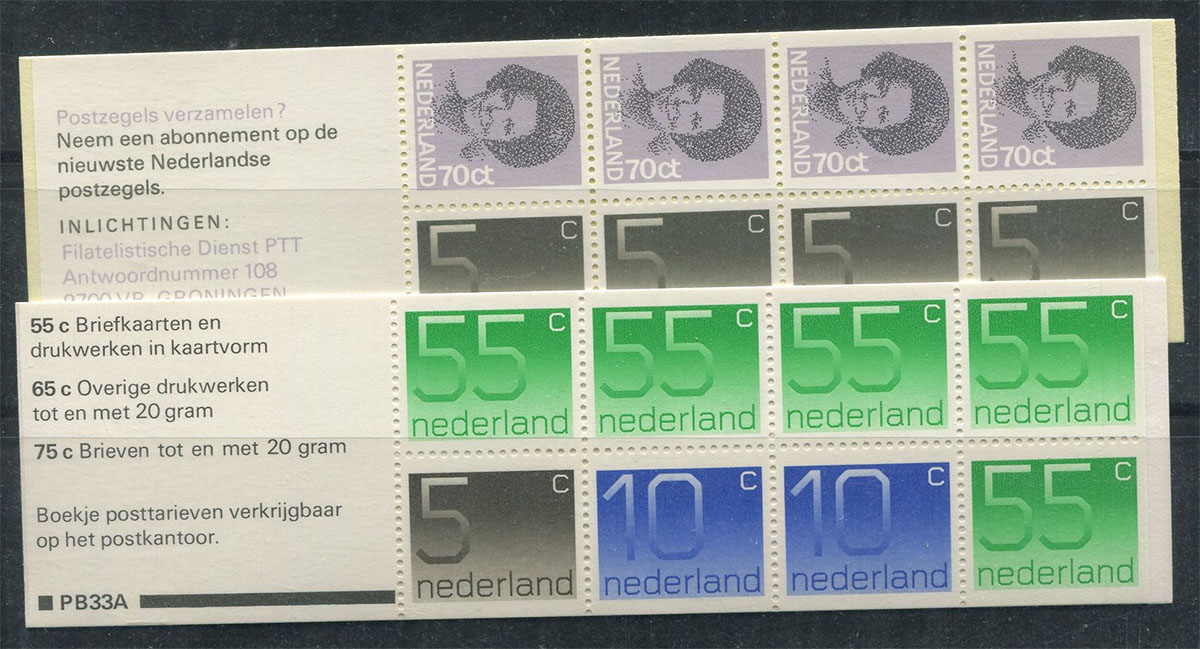 Postzegels verzamelen?
Neem een abonnement op de
nieuwste Nederlandse
postzegels.
INLICHTINGEN:
Filatelistische Dienst PTT
Antwoordnummer 108
9700 VB GRONINGEN
NEDERLAND 70ct
NEDERLAND 70ct
NEDERLAND 70ct
NEDERLAND 70ct
5 c
5 c
5 c
5 c
55 c Briefkaarten en
drukwerken in kaartvorm
65 c Overige drukwerken
tot en met 20 gram
75 c Brieven tot en met 20 gram
Boekje posttarieven verkrijgbaar
op het postkantoor.
PB33A
55 c
nederland
55 c
nederland
55 c
nederland
55 c
nederland
5 c
nederland
10 c
nederland
10 c
nederland
55 c
nederland